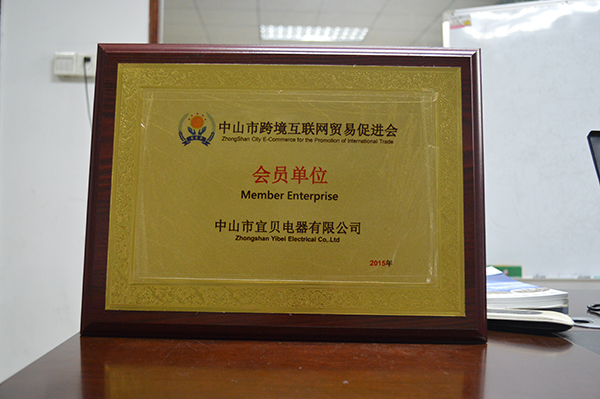 中山市跨境互联网贸易促进会
ZhongShan City E-Commerce for the Promotion of International Trade
会员单位
Member Enterprise
中山市宜贝电器有限公司
Zhongshan Yibei Electrical Co,.Ltd
2015年